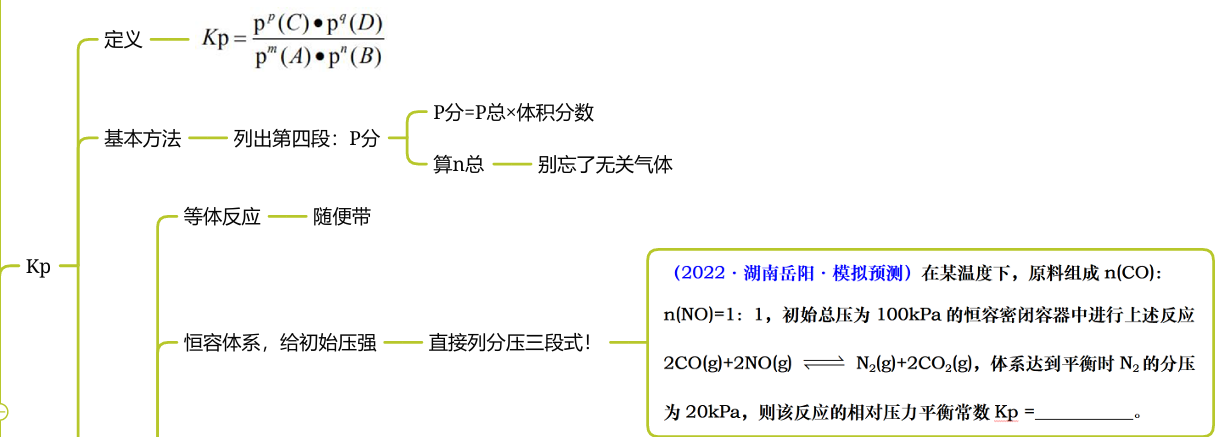 定义
Kp = p^p(C)•p^q(D) / p^m(A)•p^n(B)
基本方法
列出第四段：P分
P分=P总×体积分数
算n总
别忘了无关气体
等体反应
随便带
Kp
恒容体系，给初始压强
直接列分压三段式！
（2022·湖南岳阳·模拟预测）在某温度下，原料组成 n(CO)：
n(NO)=1：1，初始总压为 100kPa 的恒容密闭容器中进行上述反应
2CO(g)+2NO(g) ⇌ N₂(g)+2CO₂(g)，体系达到平衡时 N₂ 的分压
为 20kPa，则该反应的相对压力平衡常数 Kp =__________。